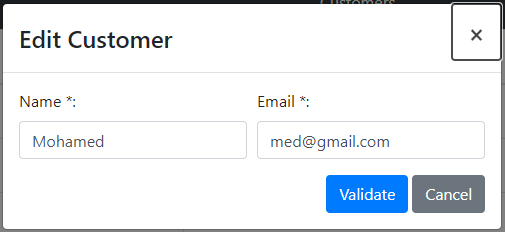 Customers
Edit Customer
×
Name *: Email *:
Mohamed med@gmail.com
Validate Cancel